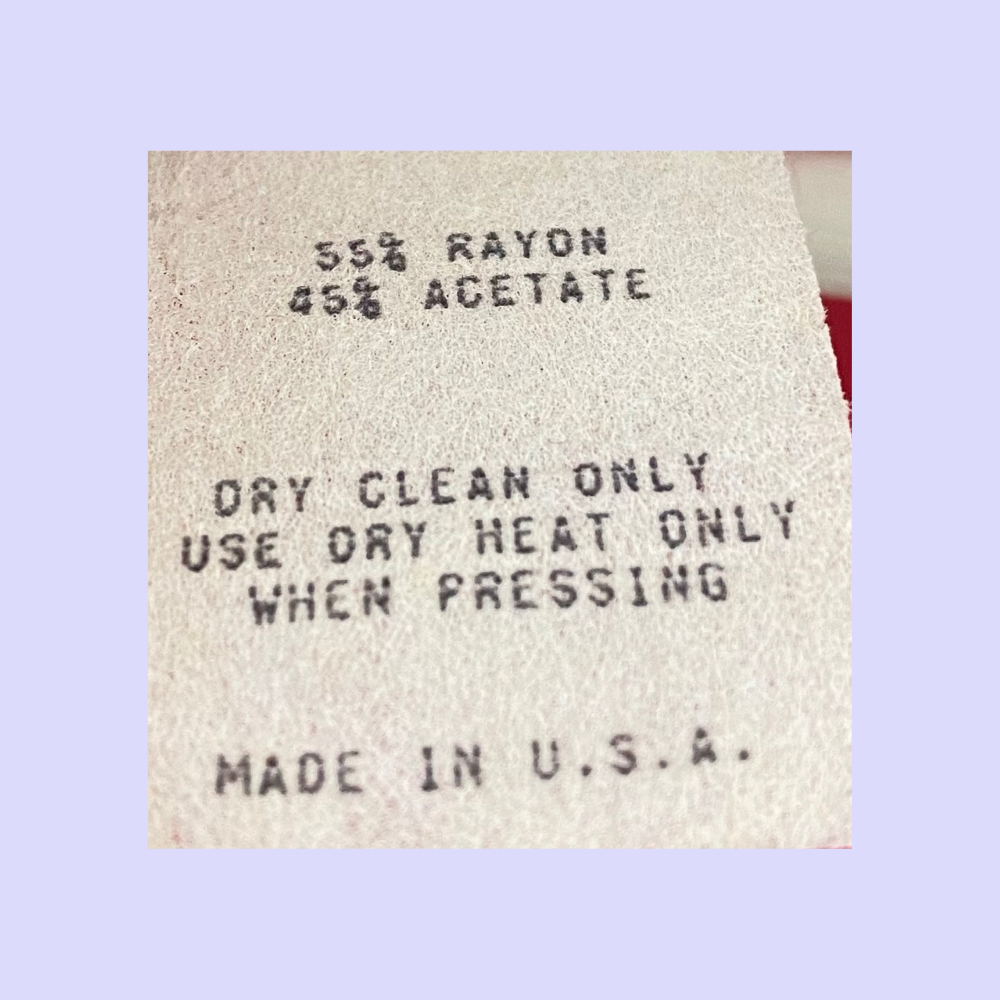 55% RAYON
45% ACETATE
DRY CLEAN ONLY
USE DRY HEAT ONLY
WHEN PRESSING
MADE IN U.S.A.